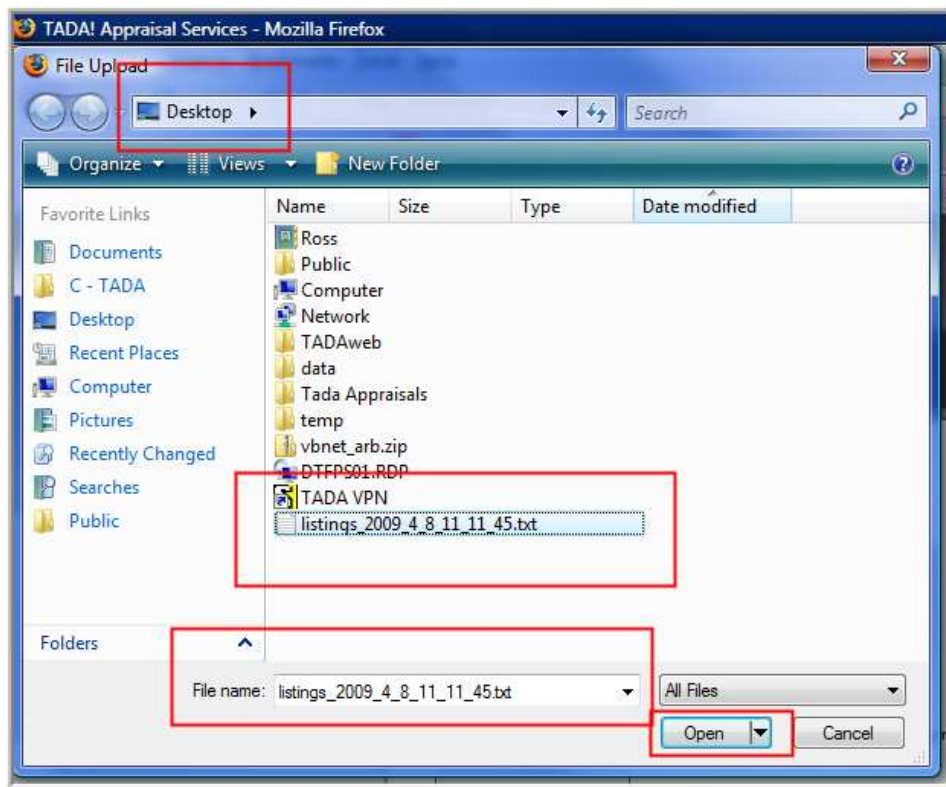 TADA! Appraisal Services - Mozilla Firefox
File Upload
Desktop
Search
Organize Views New Folder
Favorite Links
Documents
C - TADA
Desktop
Recent Places
Computer
Pictures
Recently Changed
Searches
Public
Folders
Name Size Type Date modified
Ross
Public
Computer
Network
TADAweb
data
Tada Appraisals
temp
vbnet_arb.zip
DTFPS01.RDP
TADA VPN
listings_2009_4_8_11_11_45.txt
File name: listings_2009_4_8_11_11_45.txt All Files
Open Cancel